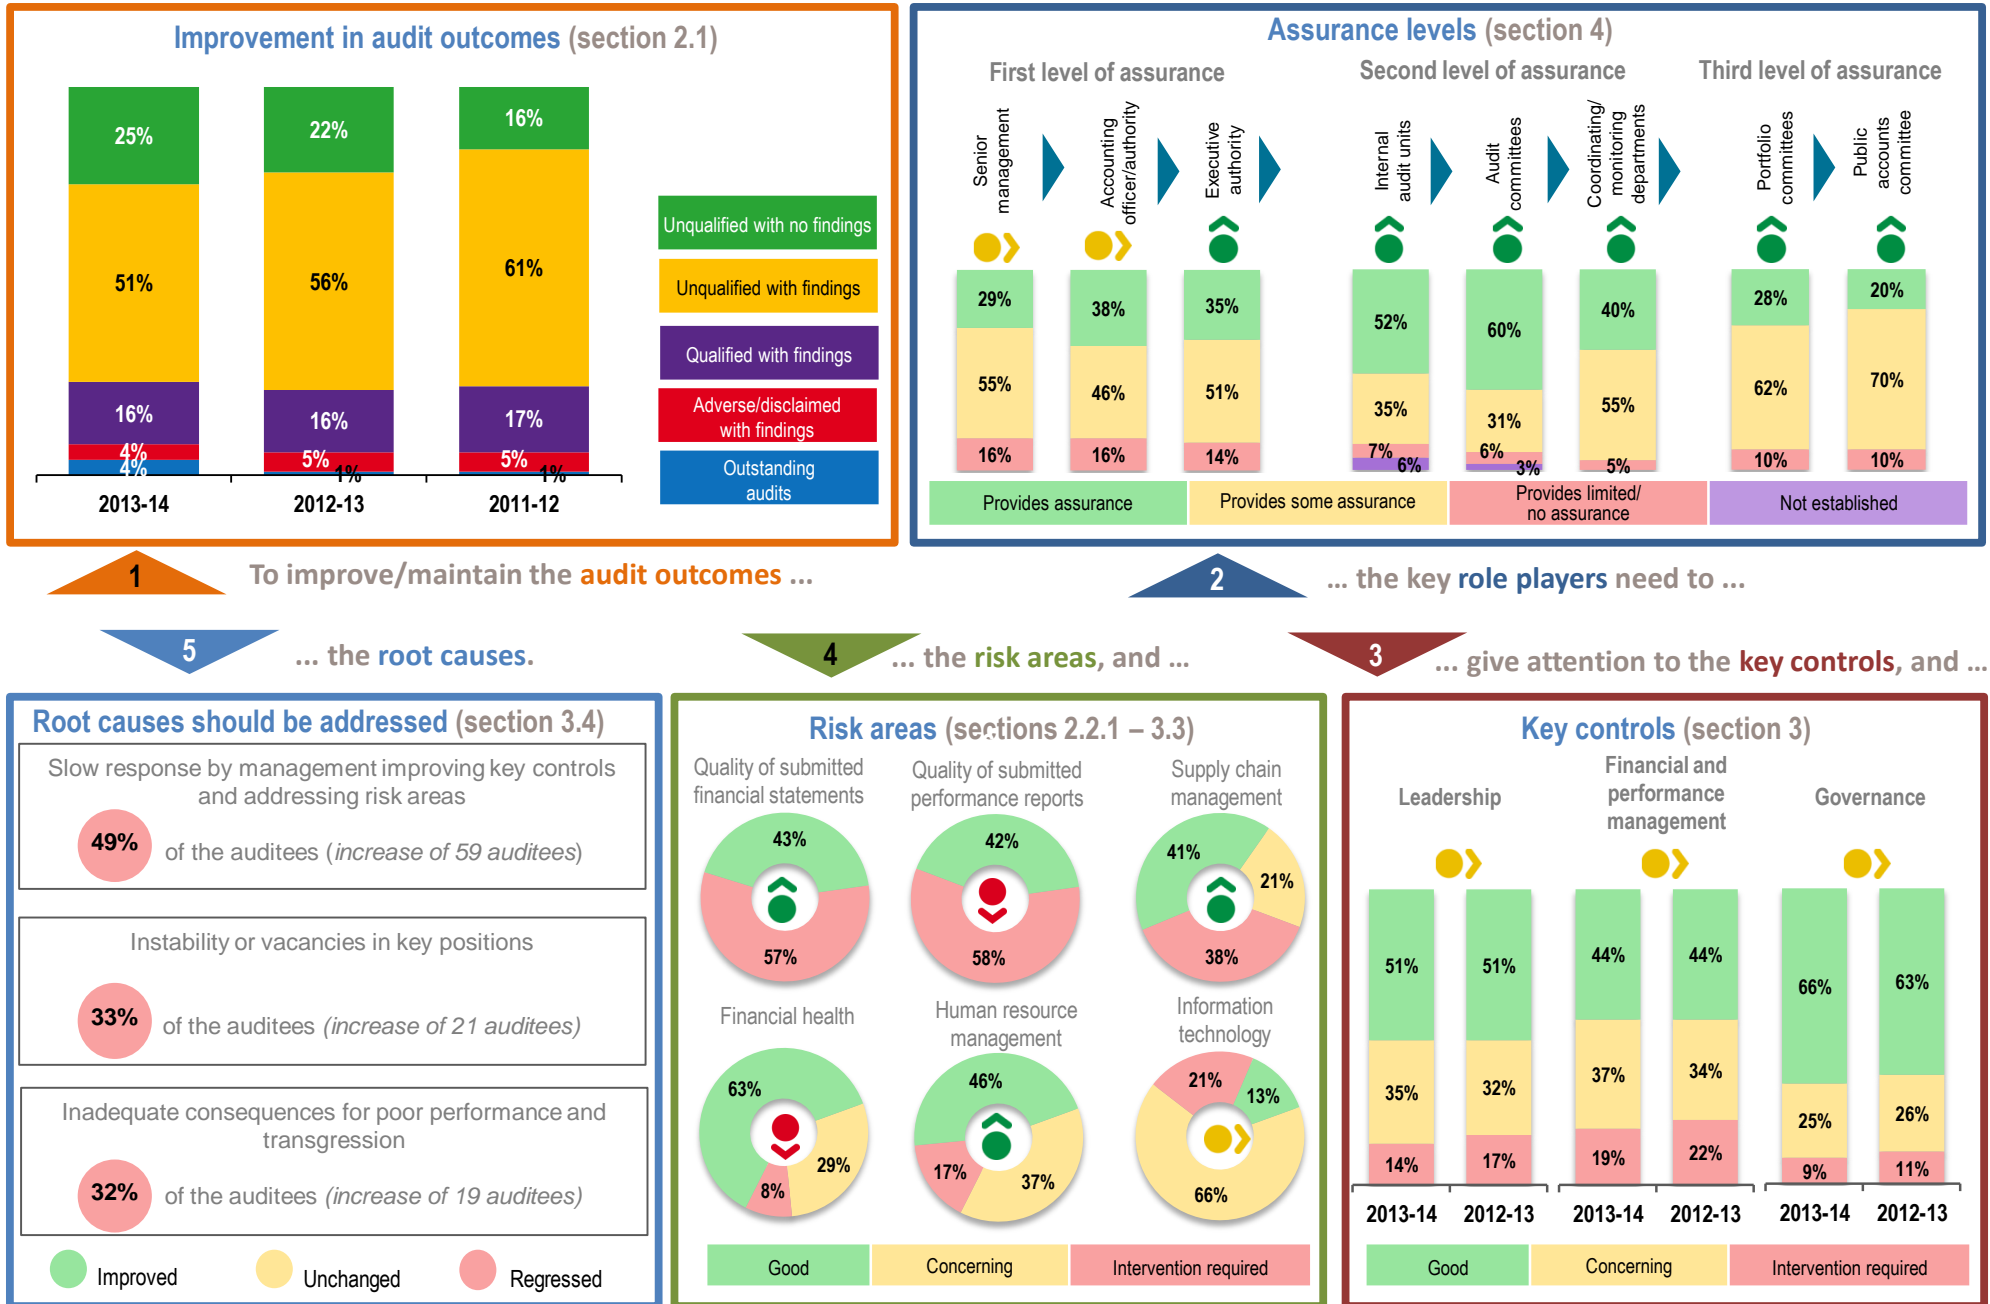 Improvement in audit outcomes (section 2.1)
25%
22%
16%
51%
56%
61%
16%
16%
17%
4%
5%
5%
4%
1%
1%
2013-14
2012-13
2011-12
Unqualified with no findings
Unqualified with findings
Qualified with findings
Adverse/disclaimed
with findings
Outstanding
audits
Assurance levels (section 4)
First level of assurance
Second level of assurance
Third level of assurance
Senior
management
Accounting
officer/authority
Executive
authority
Internal
audit units
Audit
committees
Coordinating/
monitoring
departments
Portfolio
committees
Public
accounts
committee
29%
55%
16%
38%
46%
16%
35%
51%
14%
52%
35%
7%
6%
60%
31%
6%
3%
40%
55%
5%
28%
62%
10%
20%
70%
10%
Provides assurance
Provides some assurance
Provides limited/
no assurance
Not established
1
To improve/maintain the audit outcomes ...
2
... the key role players need to ...
5
... the root causes.
4
... the risk areas, and ...
3
... give attention to the key controls, and ...
Root causes should be addressed (section 3.4)
Slow response by management improving key controls
and addressing risk areas
49%
of the auditees (increase of 59 auditees)
Instability or vacancies in key positions
33%
of the auditees (increase of 21 auditees)
Inadequate consequences for poor performance and
transgression
32%
of the auditees (increase of 19 auditees)
Improved
Unchanged
Regressed
Risk areas (sections 2.2.1 – 3.3)
Quality of submitted
financial statements
43%
57%
Quality of submitted
performance reports
42%
58%
Supply chain
management
41%
21%
38%
Financial health
63%
29%
8%
Human resource
management
46%
17%
37%
Information
technology
21%
13%
66%
Good
Concerning
Intervention required
Key controls (section 3)
Leadership
Financial and
performance
management
Governance
51%
51%
44%
44%
66%
63%
35%
32%
37%
34%
25%
26%
14%
17%
19%
22%
9%
11%
2013-14
2012-13
2013-14
2012-13
2013-14
2012-13
Good
Concerning
Intervention required